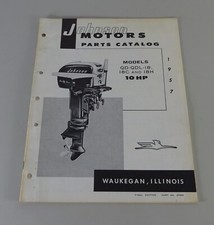 Johnson
MOTORS
PARTS CATALOG
MODELS
QD-QDL-18
18C AND 18H
10 HP
1957
WAUKEGAN, ILLINOIS